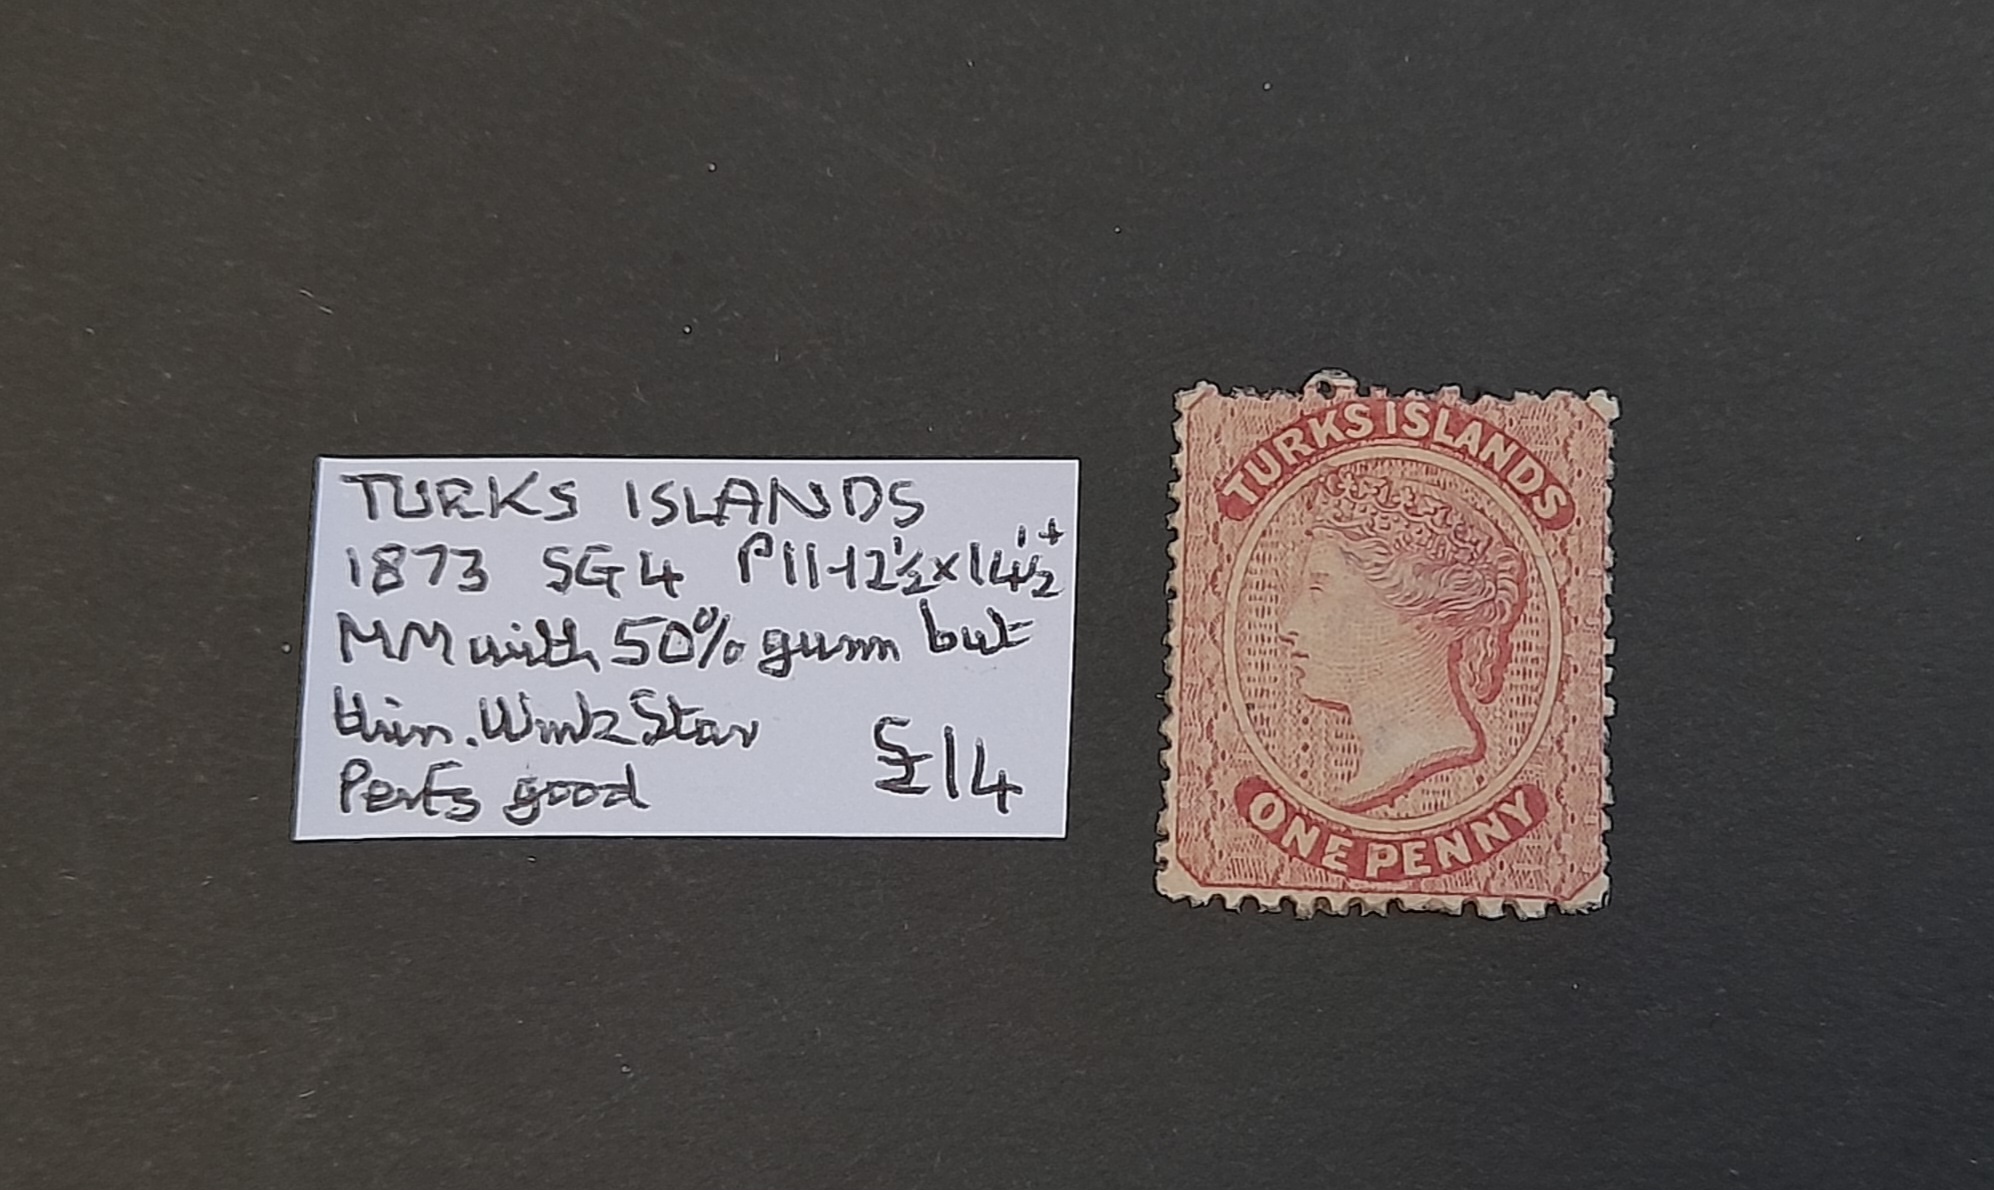 TURKS ISLANDS
1873 SG4 P11-12½x14½+
MM with 50% gum but
thin. Wmk Star
Perfs good £14
TURKS ISLANDS
ONE PENNY